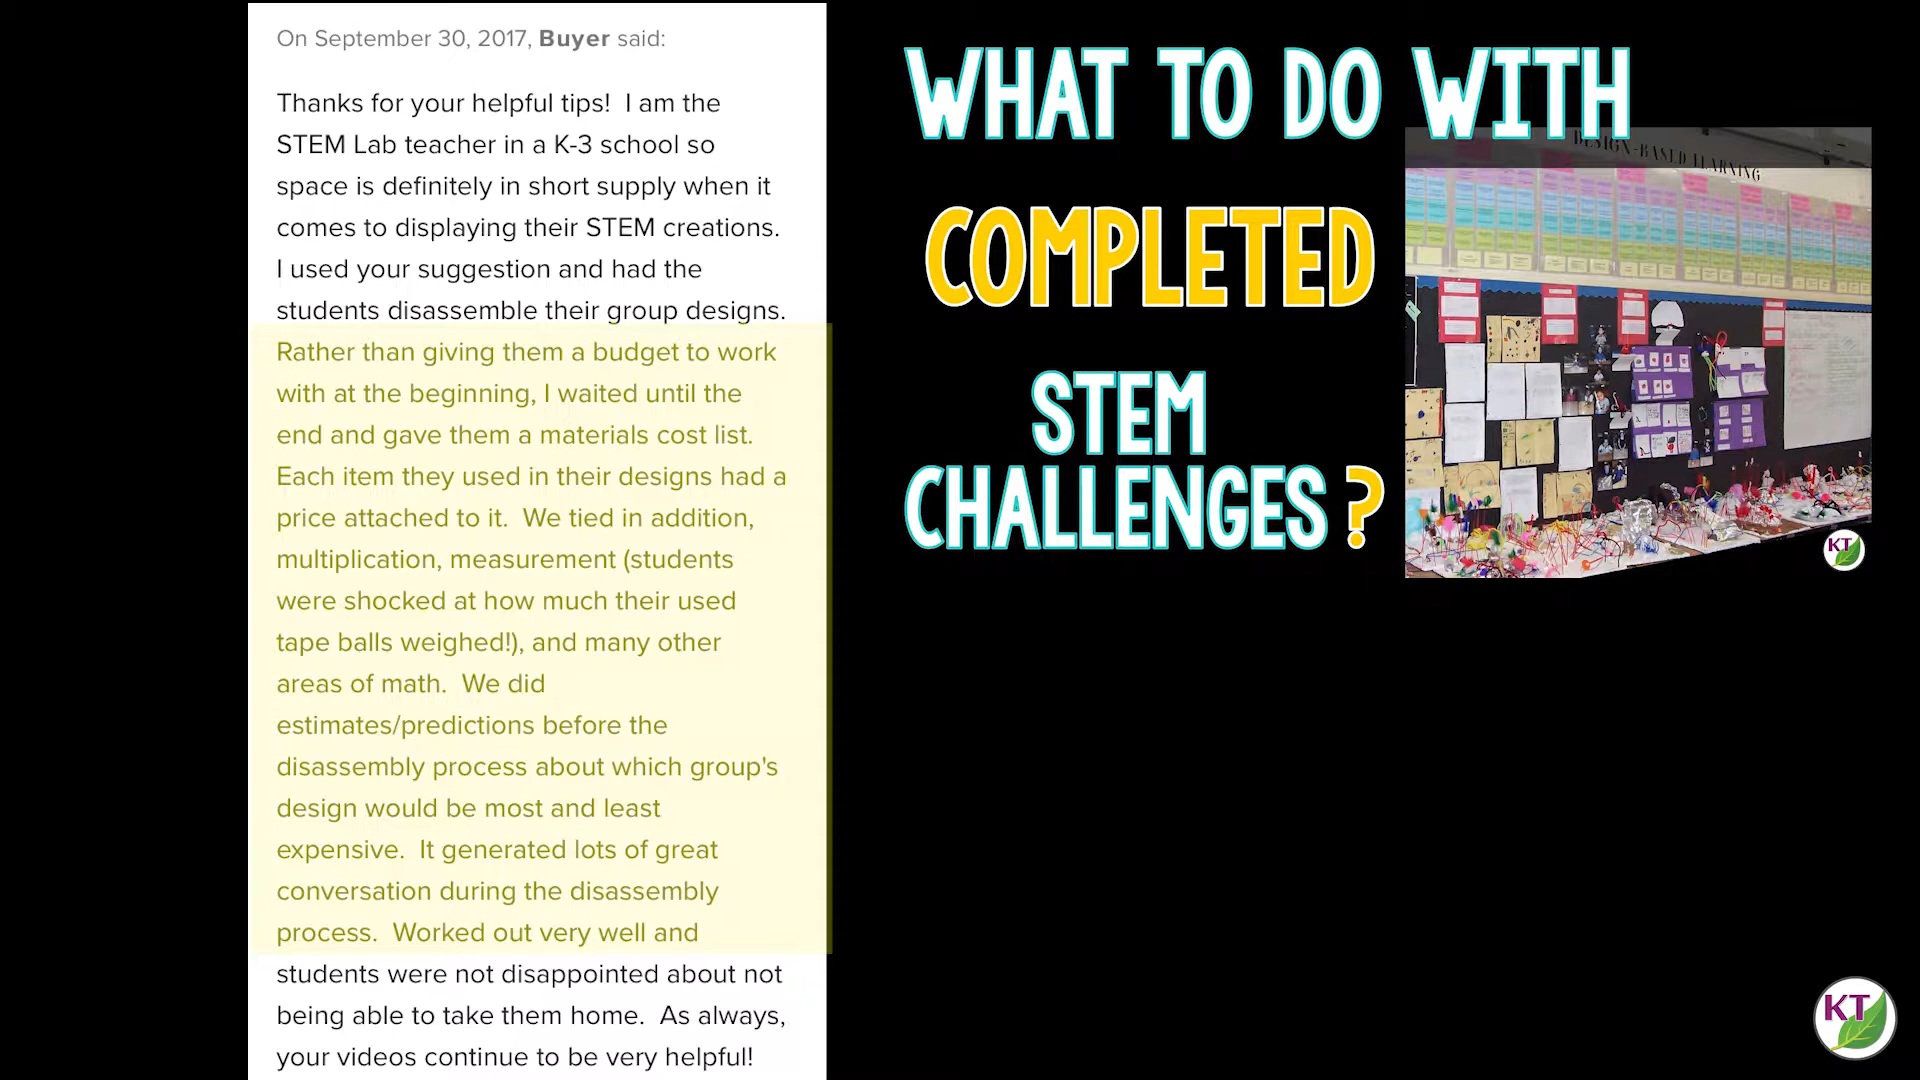 On September 30, 2017, Buyer said:
Thanks for your helpful tips! I am the
STEM Lab teacher in a K-3 school so
space is definitely in short supply when it
comes to displaying their STEM creations.
I used your suggestion and had the
students disassemble their group designs.
Rather than giving them a budget to work
with at the beginning, I waited until the
end and gave them a materials cost list.
Each item they used in their designs had a
price attached to it. We tied in addition,
multiplication, measurement (students
were shocked at how much their used
tape balls weighed!), and many other
areas of math. We did
estimates/predictions before the
disassembly process about which group's
design would be most and least
expensive. It generated lots of great
conversation during the disassembly
process. Worked out very well and
students were not disappointed about not
being able to take them home. As always,
your videos continue to be very helpful!
WHAT TO DO WITH
COMPLETED
STEM
CHALLENGES?
DESIGN-BASED LEARNING
KT
KT